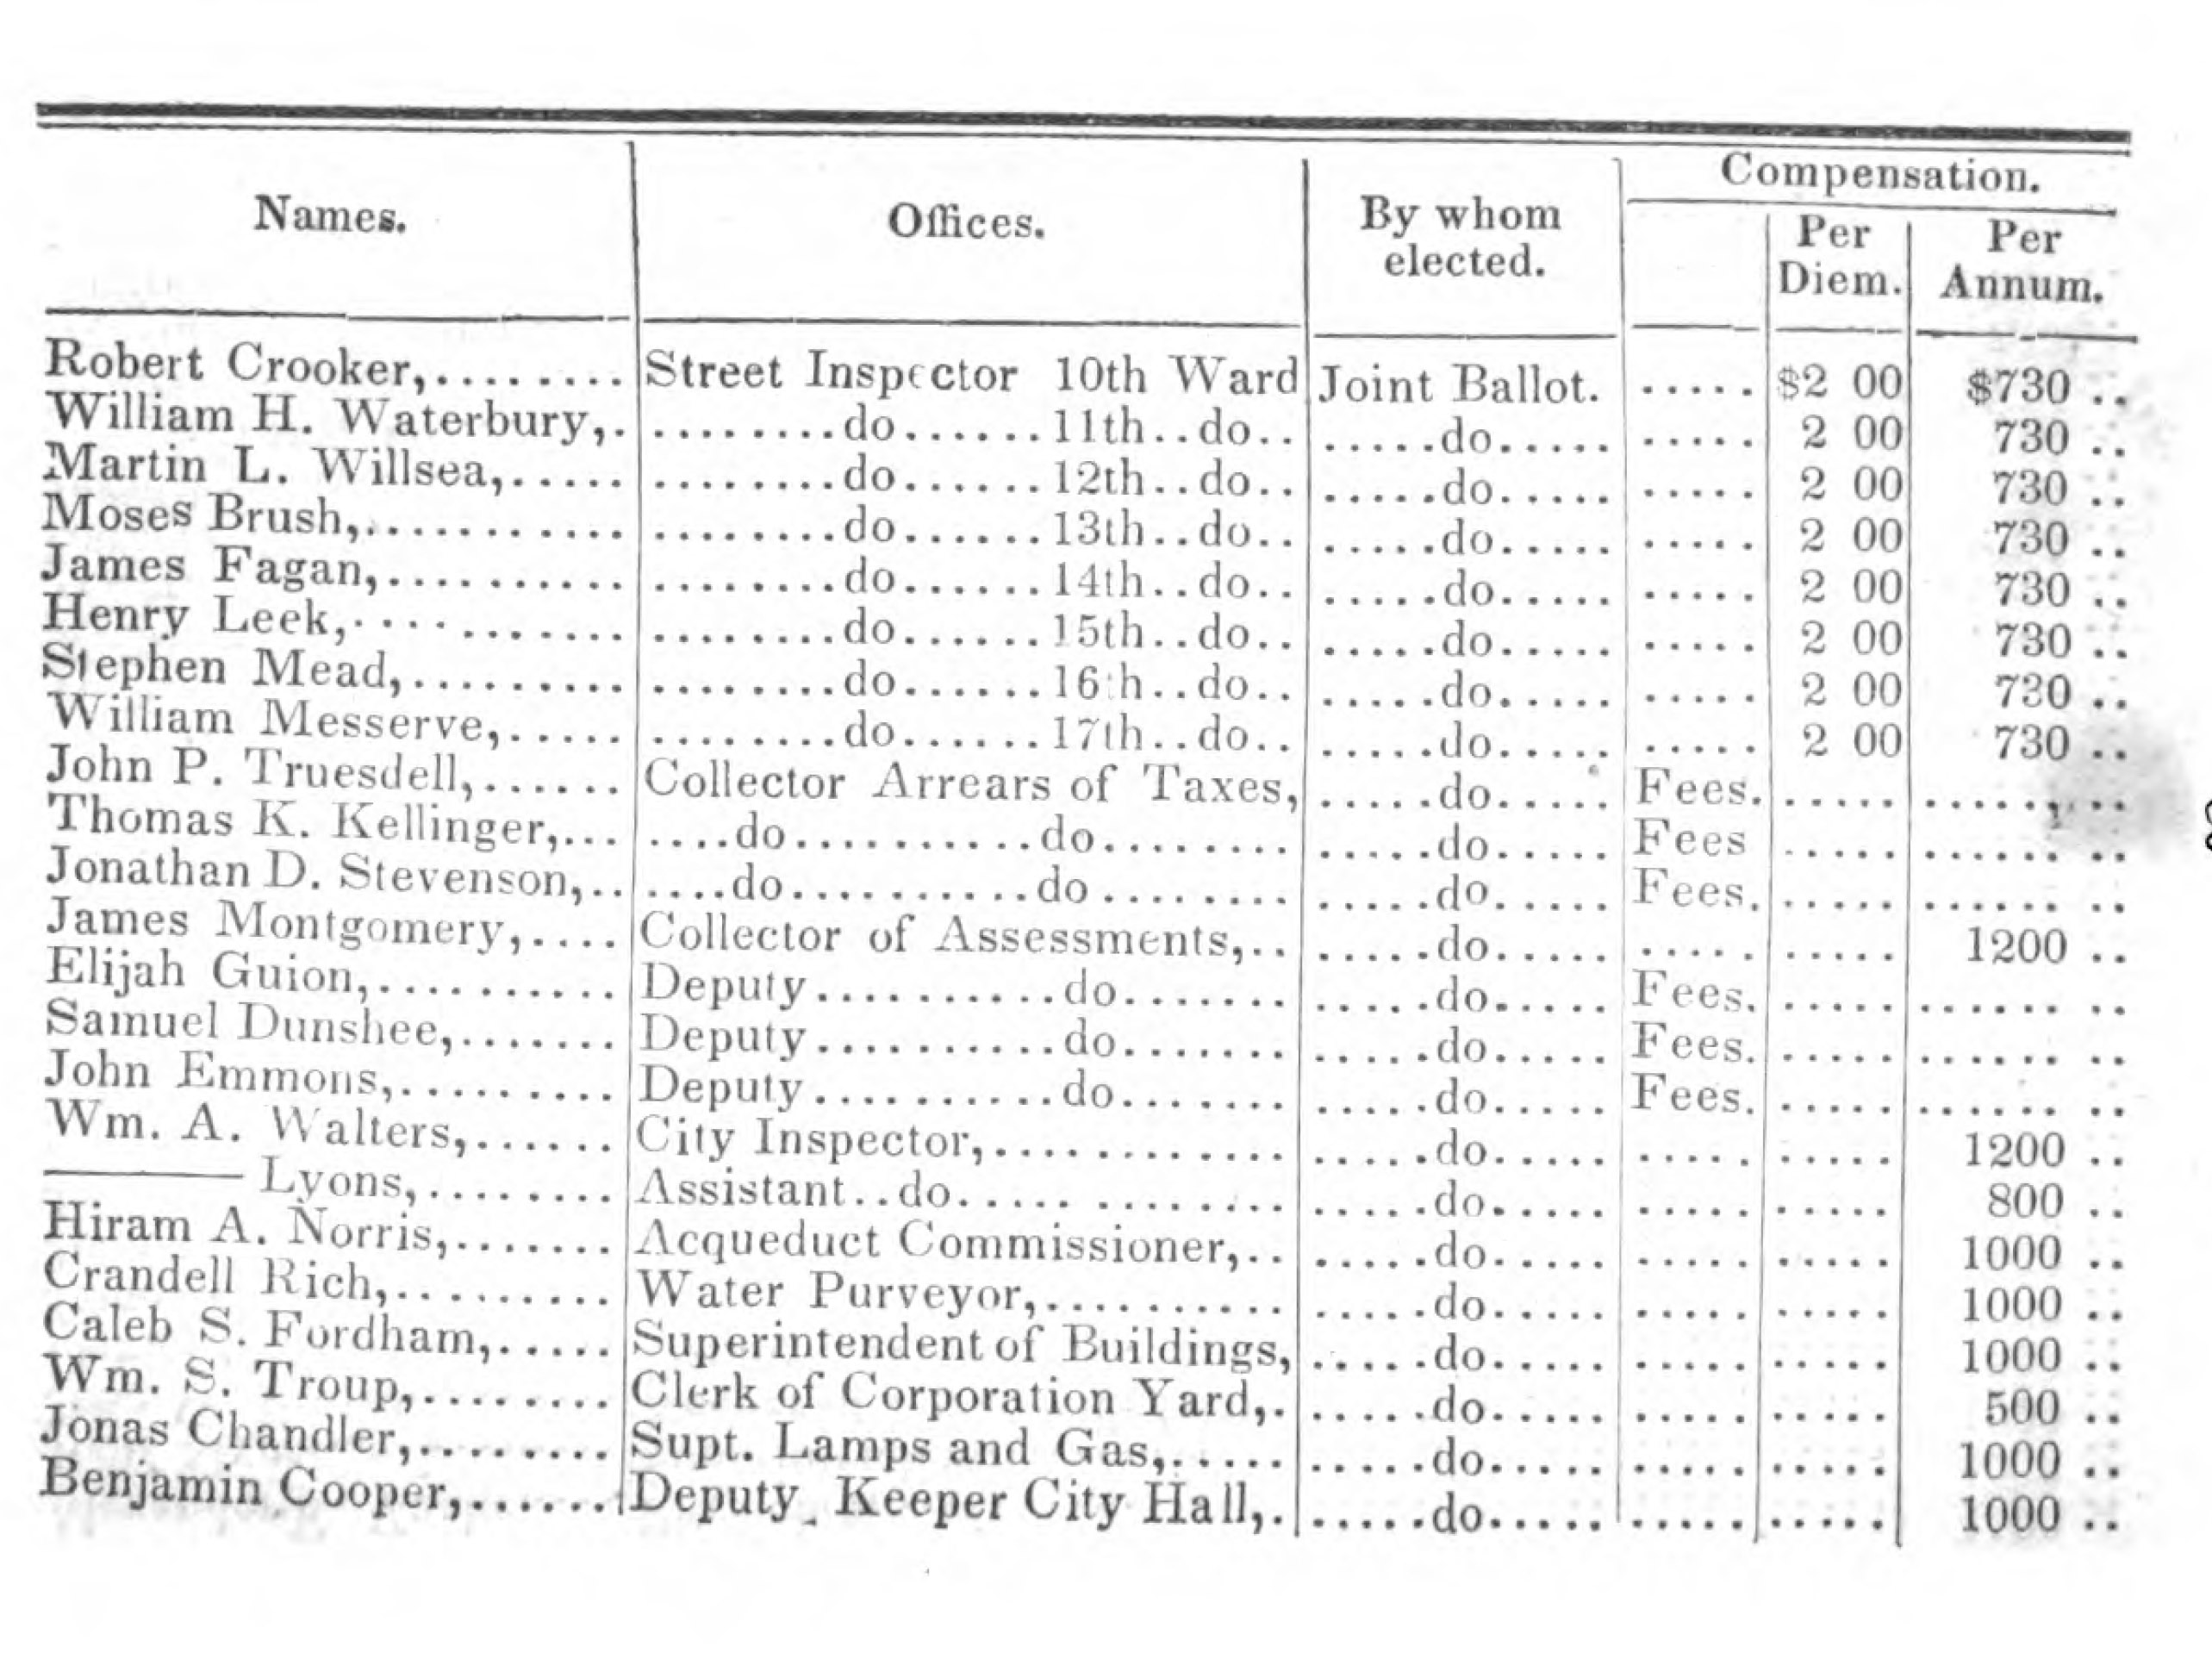 Compensation.
Names. Offices. By whom elected. Per Diem. Per Annum.
Robert Crooker,........ Street Inspector 10th Ward Joint Ballot. ..... $2 00 $730 ..
William H. Waterbury,. ........do......11th..do.. .....do..... ..... 2 00 730 ..
Martin L. Willsea,..... ........do......12th..do.. .....do..... ..... 2 00 730 ..
Moses Brush,........... ........do......13th..do.. .....do..... ..... 2 00 730 ..
James Fagan,.......... ........do......14th..do.. .....do..... ..... 2 00 730 ..
Henry Leek,........... ........do......15th..do.. .....do..... ..... 2 00 730 ..
Stephen Mead,......... ........do......16th..do.. .....do..... ..... 2 00 730 ..
William Messerve,..... ........do......17th..do.. .....do..... ..... 2 00 730 ..
John P. Truesdell,...... Collector Arrears of Taxes, .....do..... Fees. ..... ...... ..
Thomas K. Kellinger,... ....do..........do........ .....do..... Fees ..... ...... ..
Jonathan D. Stevenson,.. ....do..........do ........ .....do..... Fees. ..... ...... ..
James Montgomery,.... Collector of Assessments,.. .....do..... ..... ..... 1200 ..
Elijah Guion,.......... Deputy..........do....... .....do..... Fees. ..... ...... ..
Samuel Dunshee,....... Deputy..........do....... .....do..... Fees. ..... ...... ..
John Emmons,......... Deputy..........do....... .....do..... Fees. ..... ...... ..
Wm. A. Walters,...... City Inspector,............ .....do..... ..... ..... 1200 ..
——— Lyons,........ Assistant..do............. .....do..... ..... ..... 800 ..
Hiram A. Norris,....... Acqueduct Commissioner,.. .....do..... ..... ..... 1000 ..
Crandell Rich,......... Water Purveyor,.......... .....do..... ..... ..... 1000 ..
Caleb S. Fordham,..... Superintendent of Buildings, .....do..... ..... ..... 1000 ..
Wm. S. Troup,........ Clerk of Corporation Yard,. .....do..... ..... ..... 500 ..
Jonas Chandler,........ Supt. Lamps and Gas,..... .....do..... ..... ..... 1000 ..
Benjamin Cooper,...... Deputy Keeper City Hall,. .....do..... ..... ..... 1000 ..